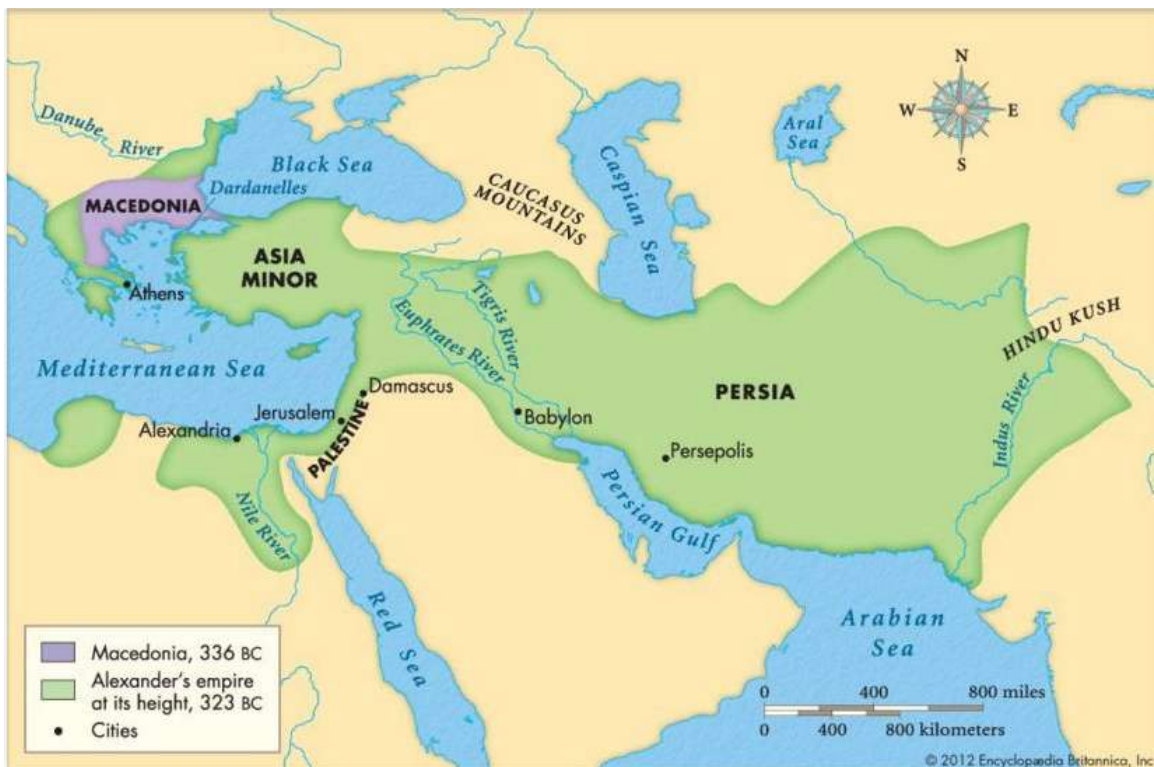 N
W
E
S
Danube
River
Black Sea
Dardanelles
MACEDONIA
CAUCASUS
MOUNTAINS
Caspian Sea
Aral
Sea
ASIA
MINOR
Athens
Tigris River
Euphrates River
HINDU KUSH
Mediterranean Sea
Damascus
Jerusalem
PALESTINE
Alexandria
Babylon
PERSIA
Persepolis
Indus River
Nile River
Persian Gulf
Red Sea
Arabian
Sea
Macedonia, 336 BC
Alexander's empire
at its height, 323 BC
Cities
0 400 800 miles
0 400 800 kilometers
© 2012 Encyclopædia Britannica, Inc